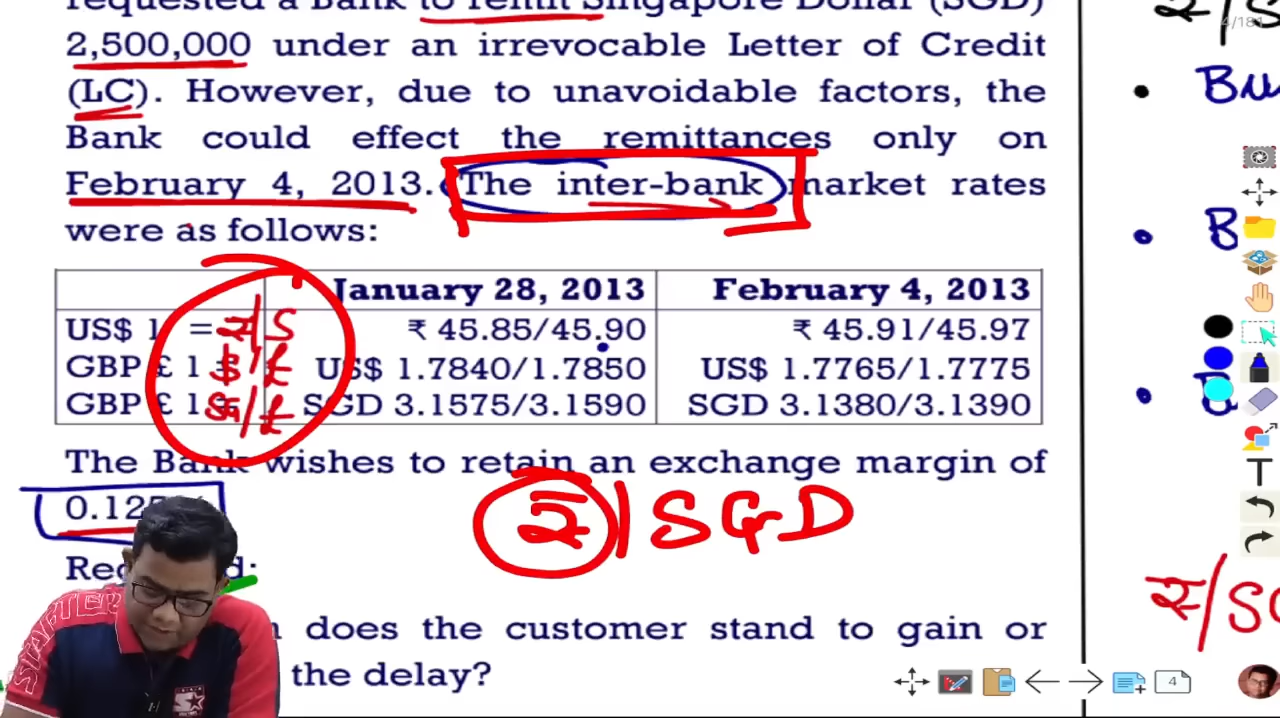 requested a Bank to remit Singapore Dollar (SGD)
2,500,000 under an irrevocable Letter of Credit
(LC). However, due to unavoidable factors, the
Bank could effect the remittances only on
February 4, 2013. The inter-bank market rates
were as follows:
January 28, 2013 February 4, 2013
US$ 1 = ₹/$ ₹ 45.85/45.90 ₹ 45.91/45.97
GBP £ 1 $/£ US$ 1.7840/1.7850 US$ 1.7765/1.7775
GBP £ 1 SG/£ SGD 3.1575/3.1590 SGD 3.1380/3.1390
The Bank wishes to retain an exchange margin of
0.125%
₹/SGD
does the customer stand to gain or
the delay?
4/181
₹/SG
4
STARTER